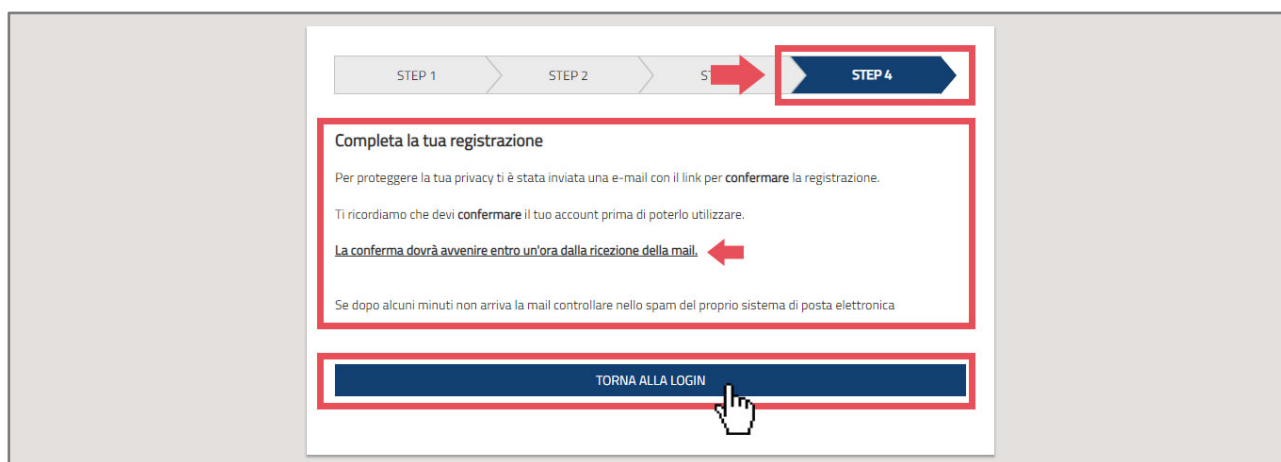 STEP 1 STEP 2 STEP 4
Completa la tua registrazione
Per proteggere la tua privacy ti è stata inviata una e-mail con il link per confermare la registrazione.
Ti ricordiamo che devi confermare il tuo account prima di poterlo utilizzare.
La conferma dovrà avvenire entro un'ora dalla ricezione della mail.
Se dopo alcuni minuti non arriva la mail controllare nello spam del proprio sistema di posta elettronica
TORNA ALLA LOGIN